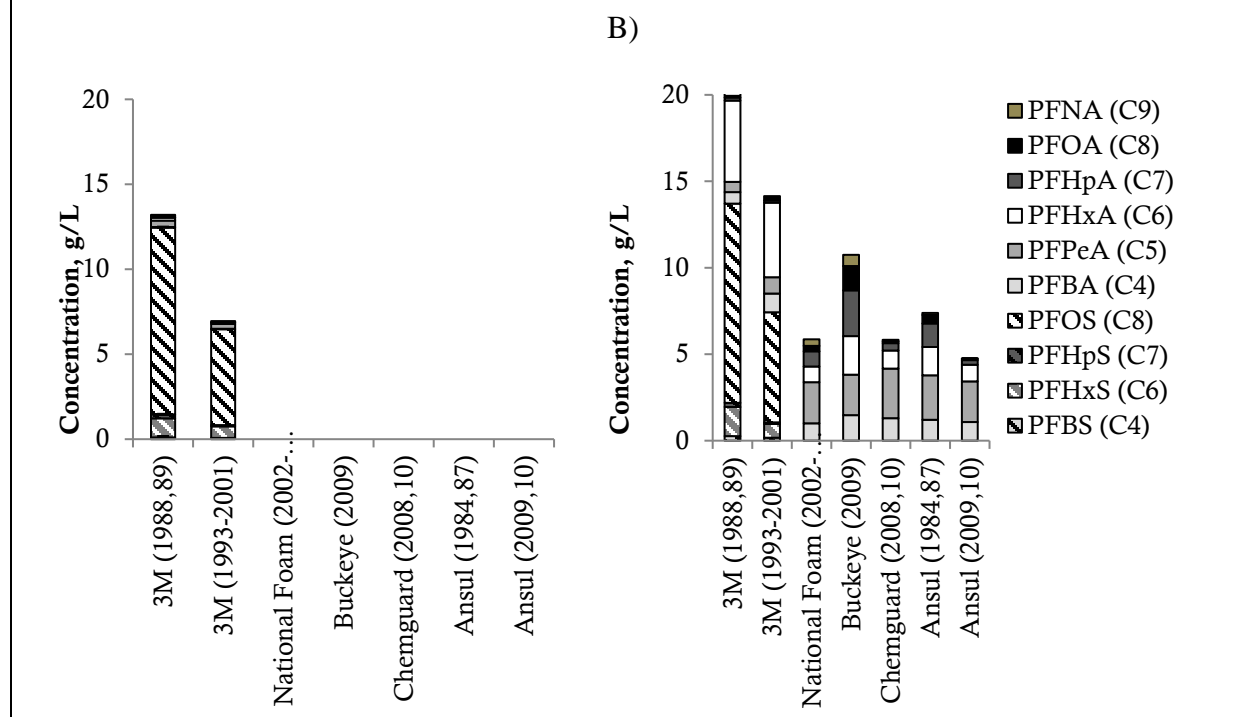 B)
Concentration, g/L
20
15
10
5
0
3M (1988,89)
3M (1993-2001)
National Foam (2002-...
Buckeye (2009)
Chemguard (2008,10)
Ansul (1984,87)
Ansul (2009,10)
Concentration, g/L
20
15
10
5
0
3M (1988,89)
3M (1993-2001)
National Foam (2002-...
Buckeye (2009)
Chemguard (2008,10)
Ansul (1984,87)
Ansul (2009,10)
PFNA (C9)
PFOA (C8)
PFHpA (C7)
PFHxA (C6)
PFPeA (C5)
PFBA (C4)
PFOS (C8)
PFHpS (C7)
PFHxS (C6)
PFBS (C4)